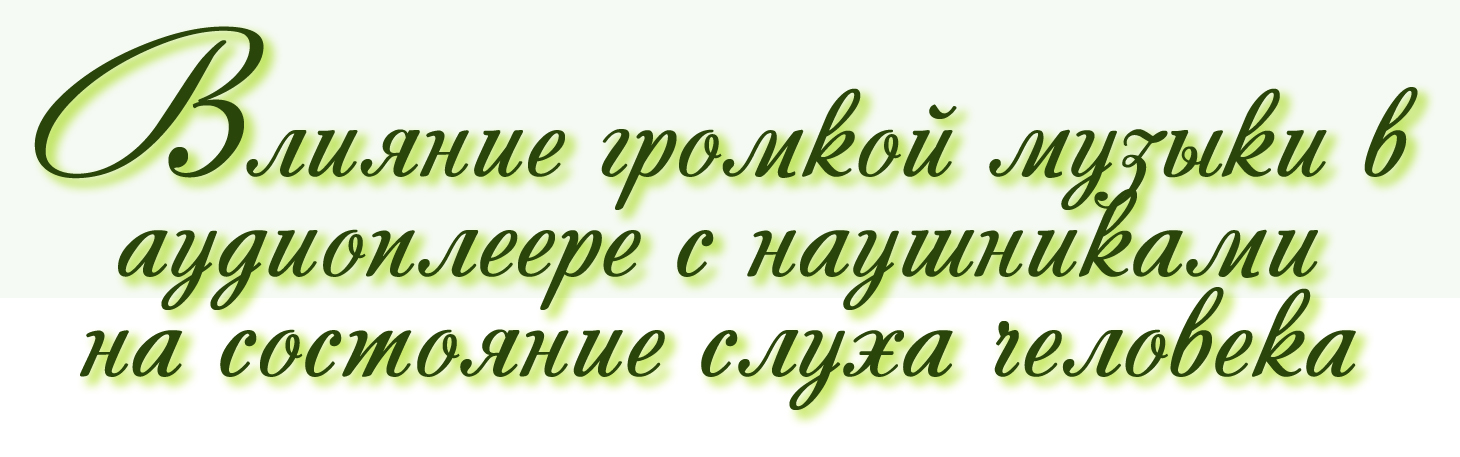 Влияние громкой музыки в
аудиоплеере с наушниками
на состояние слуха человека